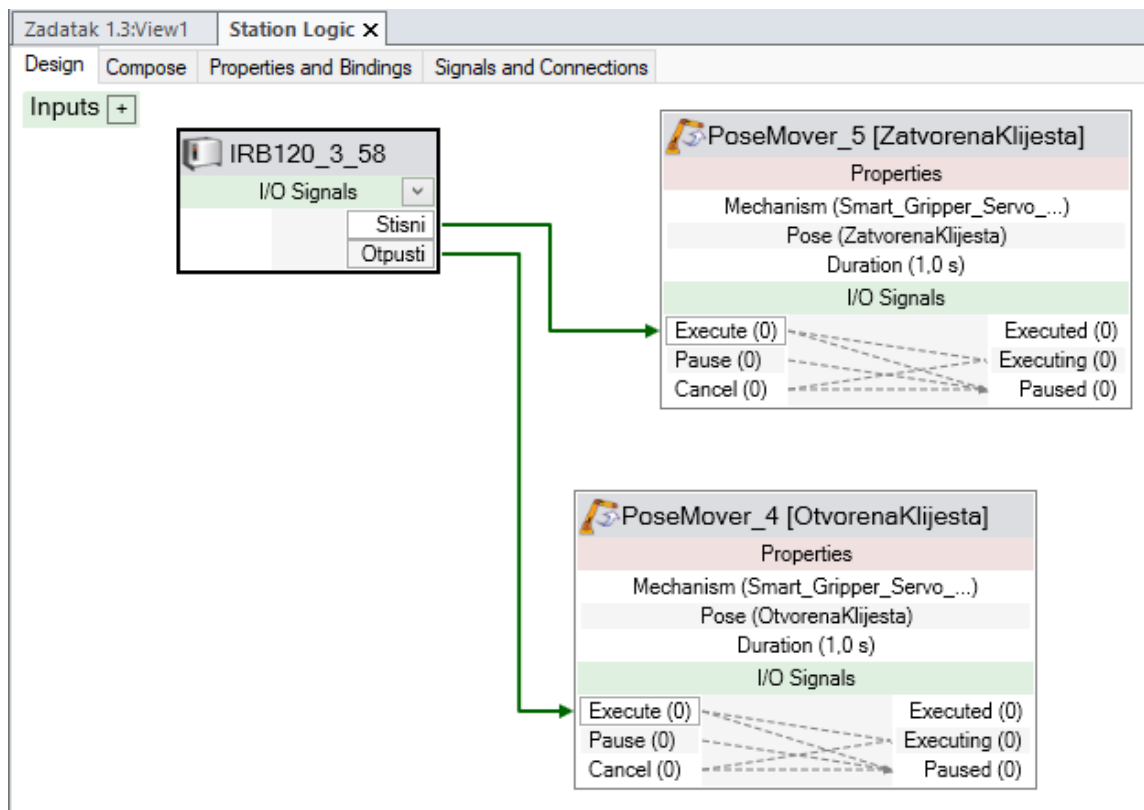 Zadatak 1.3:View1 Station Logic X
Design Compose Properties and Bindings Signals and Connections
Inputs +
IRB120_3_58
I/O Signals
Stisni
Otpusti
PoseMover_5 [ZatvorenaKlijesta]
Properties
Mechanism (Smart_Gripper_Servo_...)
Pose (ZatvorenaKlijesta)
Duration (1,0 s)
I/O Signals
Execute (0) Executed (0)
Pause (0) Executing (0)
Cancel (0) Paused (0)
PoseMover_4 [OtvorenaKlijesta]
Properties
Mechanism (Smart_Gripper_Servo_...)
Pose (OtvorenaKlijesta)
Duration (1,0 s)
I/O Signals
Execute (0) Executed (0)
Pause (0) Executing (0)
Cancel (0) Paused (0)